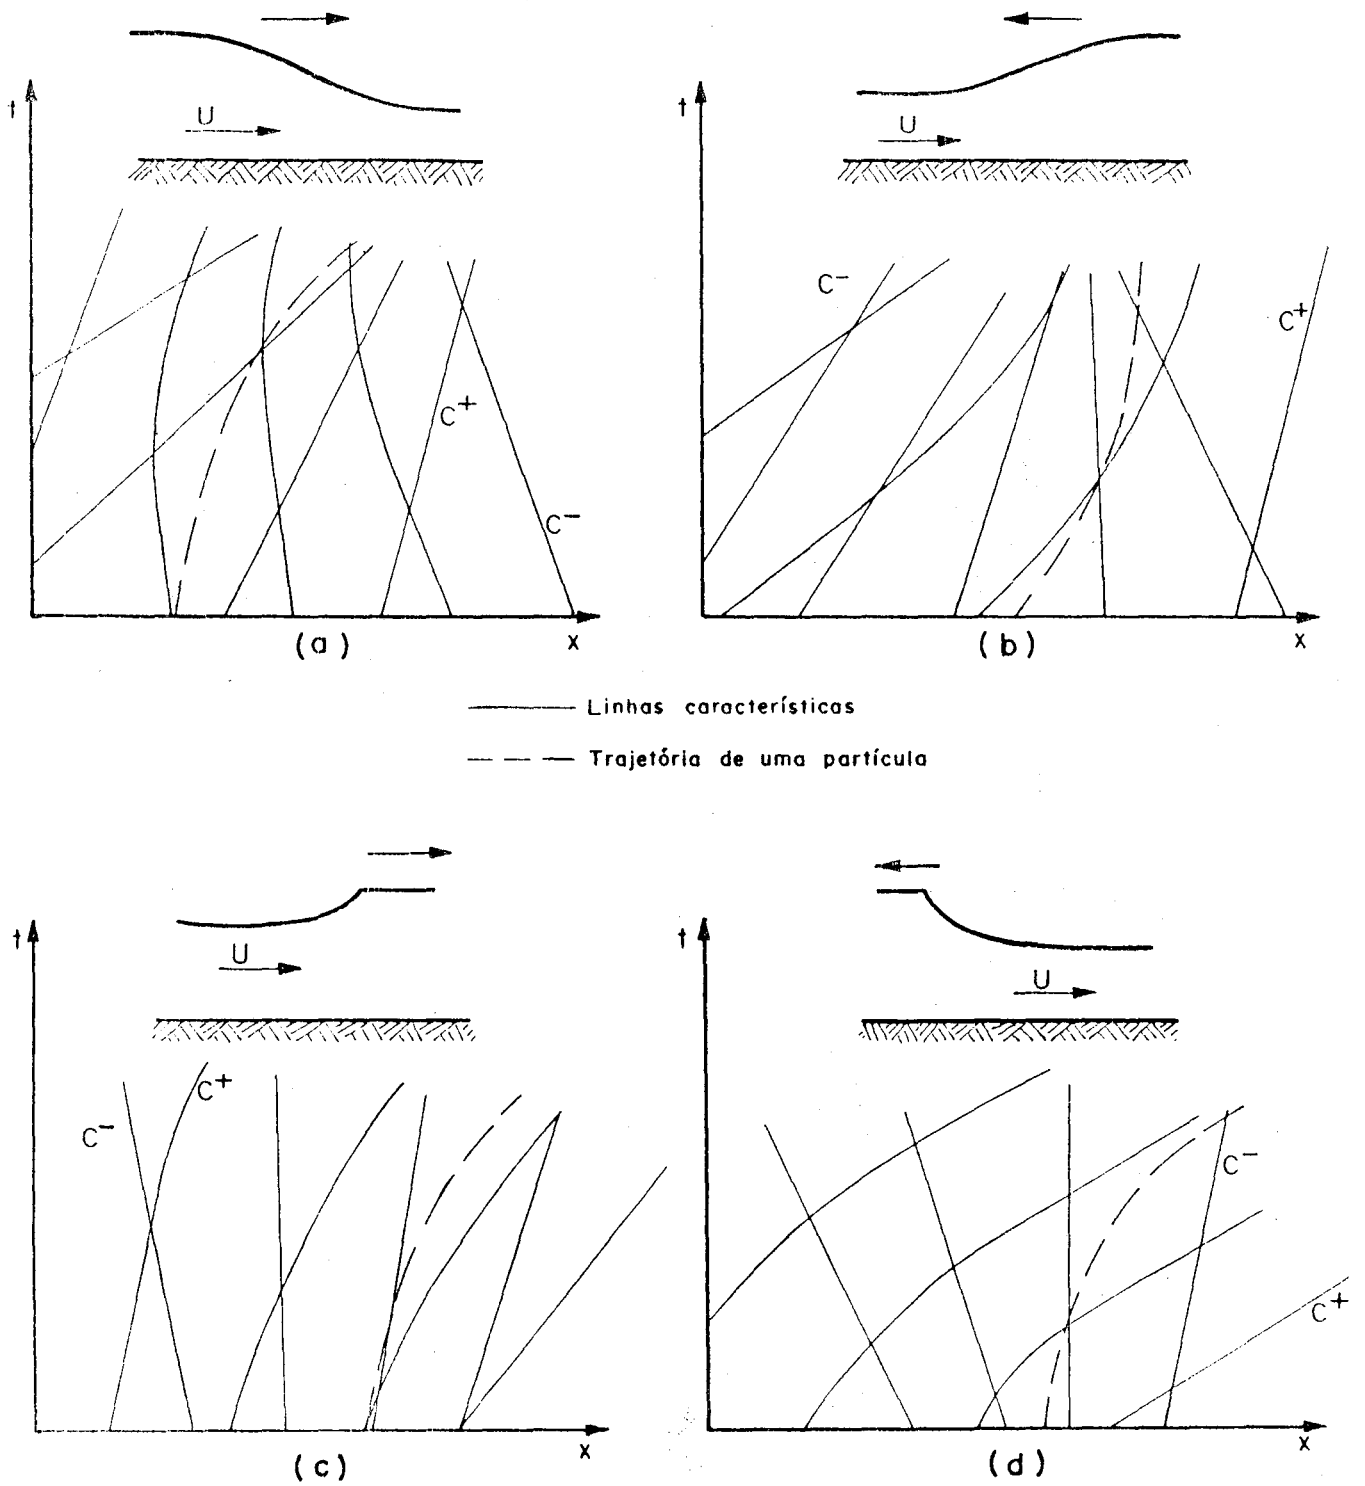 t
U
C+
C-
x
(a)
t
U
C-
C+
x
(b)
Linhas características
Trajetória de uma partícula
t
U
C+
C-
x
(c)
t
U
C-
C+
x
(d)